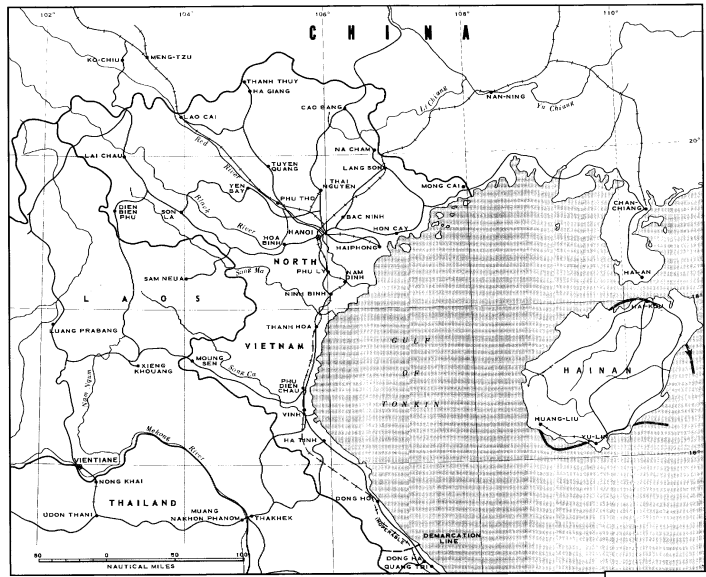 102°
104°
106°
108°
110°
CHINA
KO-CHIU
MENG-TZU
THANH THUY
HA GIANG
CAO BANG
Li Chiang
NAN-NING
Yu Chiang
LAO CAI
Red
River
NA CHAM
20°
LAI CHAU
TUYEN
QUANG
LANG SON
THAI
NGUYEN
MONG CAI
YEN
BAY
PHU THO
CHAN-
CHIANG
DIEN
BIEN
PHU
SON
LA
Black
River
BAC NINH
HON GAY
HOA
BINH
HANOI
HAIPHONG
NORTH
PHU LY
NAM
DINH
HAI-AN
SAM NEUA
Song Ma
NINH BINH
LAOS
HAI-KOU
LUANG PRABANG
THANH HOA
VIETNAM
GULF
OF
TONKIN
XIENG
KHOUANG
MOUNG
SEN
Song Ca
HAINAN
Nam Ngum
PHU
DIEN
CHAU
VINH
HUANG-LIU
YU-LIN
Mekong
River
HA TINH
18°
VIENTIANE
NONG KHAI
THAILAND
UDON THANI
MUANG
NAKHON PHANOM
THAKHEK
DONG HOI
DEMARCATION
LINE
DONG HA
QUANG TRI
50
0
50
100
NAUTICAL MILES